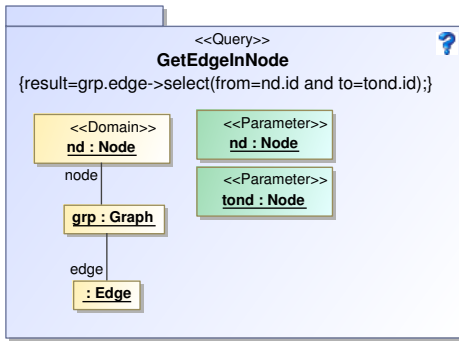 <<Query>>
GetEdgeInNode
{result=grp.edge->select(from=nd.id and to=tond.id);}
<<Domain>>
nd : Node
<<Parameter>>
nd : Node
<<Parameter>>
tond : Node
node
grp : Graph
edge
: Edge